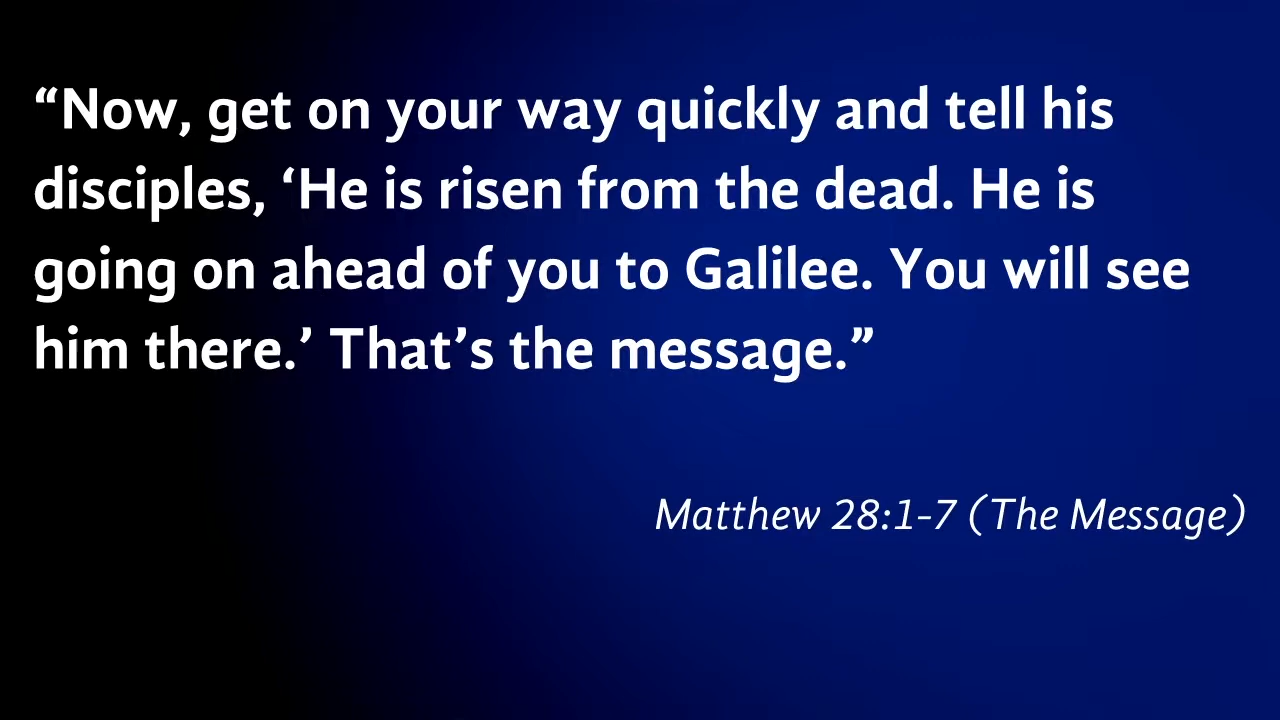 “Now, get on your way quickly and tell his
disciples, ‘He is risen from the dead. He is
going on ahead of you to Galilee. You will see
him there.’ That’s the message.”
Matthew 28:1-7 (The Message)